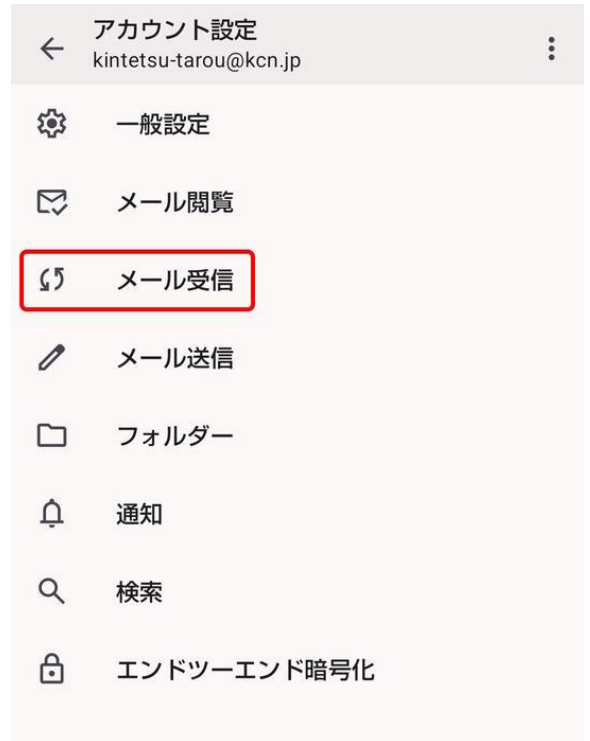 アカウント設定
kintetsu-tarou@kcn.jp
一般設定
メール閲覧
メール受信
メール送信
フォルダー
通知
検索
エンドツーエンド暗号化